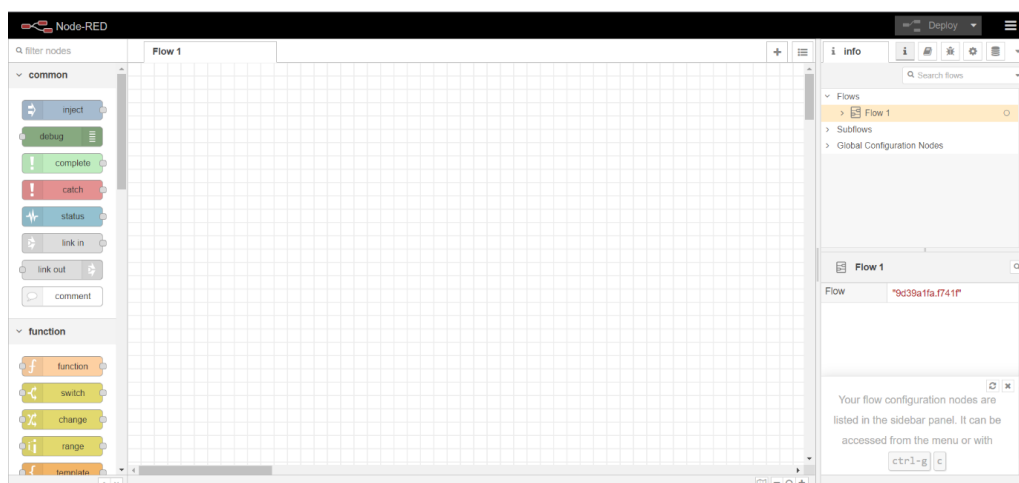 Node-RED
Deploy
filter nodes
Flow 1
info
Search flows
common
inject
debug
complete
catch
status
link in
link out
comment
function
function
switch
change
range
template
Flows
Flow 1
Subflows
Global Configuration Nodes
Flow 1
Flow "9d39a1fa.f741f"
Your flow configuration nodes are
listed in the sidebar panel. It can be
accessed from the menu or with
ctrl-g c